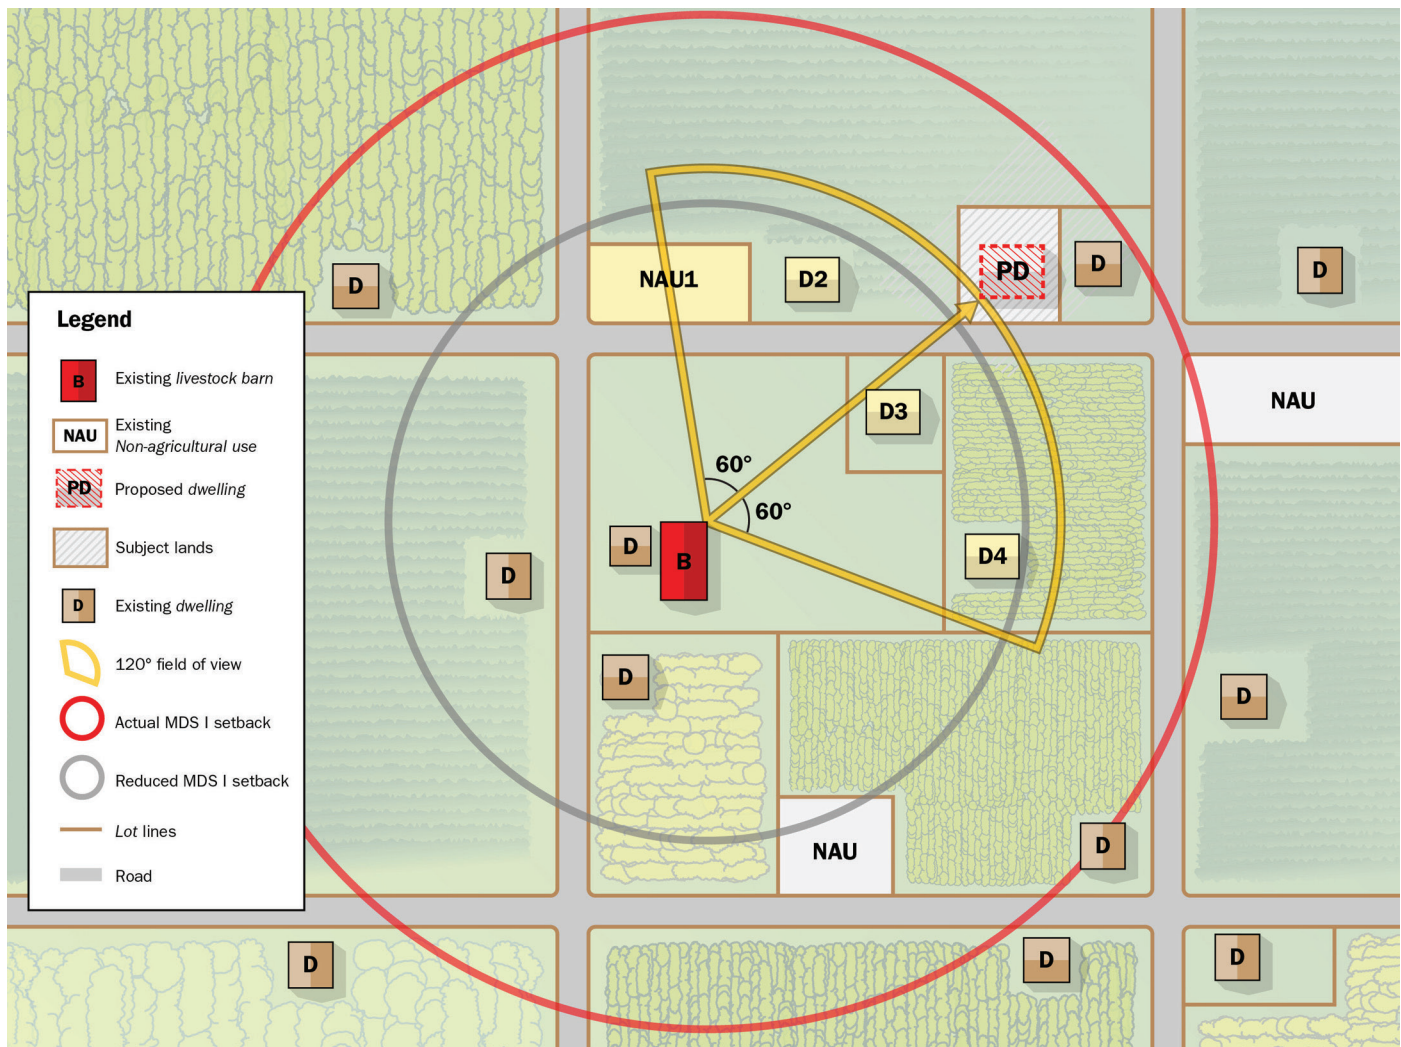 D
NAU1
D2
PD
D
D
Legend
B
Existing livestock barn
NAU
Existing
Non-agricultural use
PD
Proposed dwelling
Subject lands
D
Existing dwelling
120° field of view
Actual MDS I setback
Reduced MDS I setback
Lot lines
Road
NAU
D3
60°
60°
D
B
D4
D
D
D
NAU
D
D
D
D